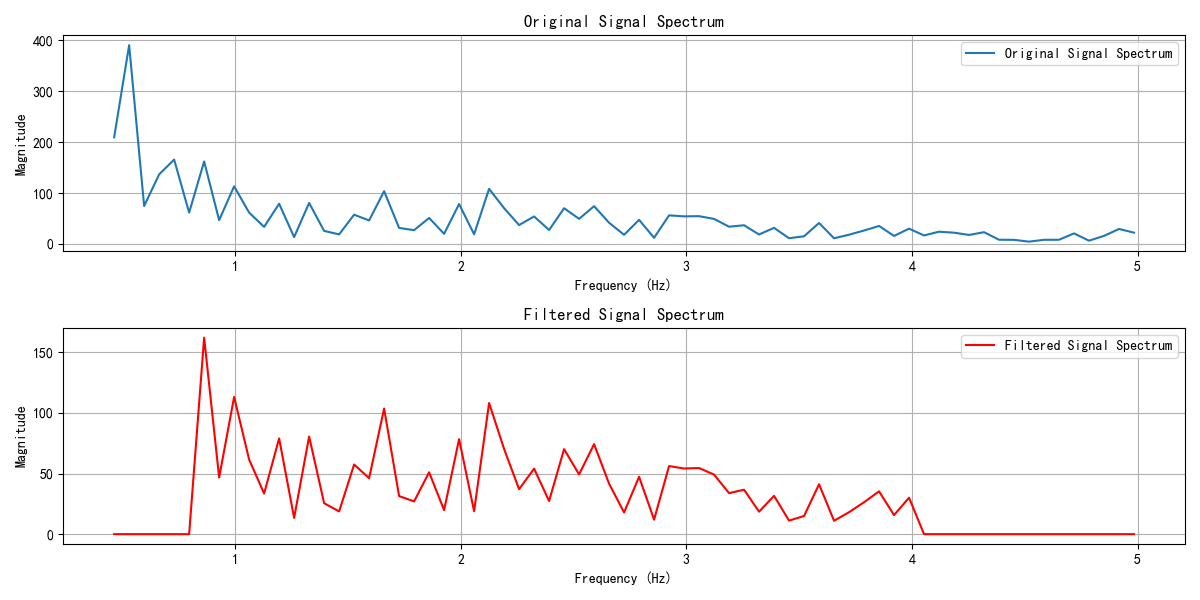 Original Signal Spectrum
400
300
200
100
0
Magnitude
Original Signal Spectrum
1 2 3 4 5
Frequency (Hz)
Filtered Signal Spectrum
150
100
50
0
Magnitude
Filtered Signal Spectrum
1 2 3 4 5
Frequency (Hz)